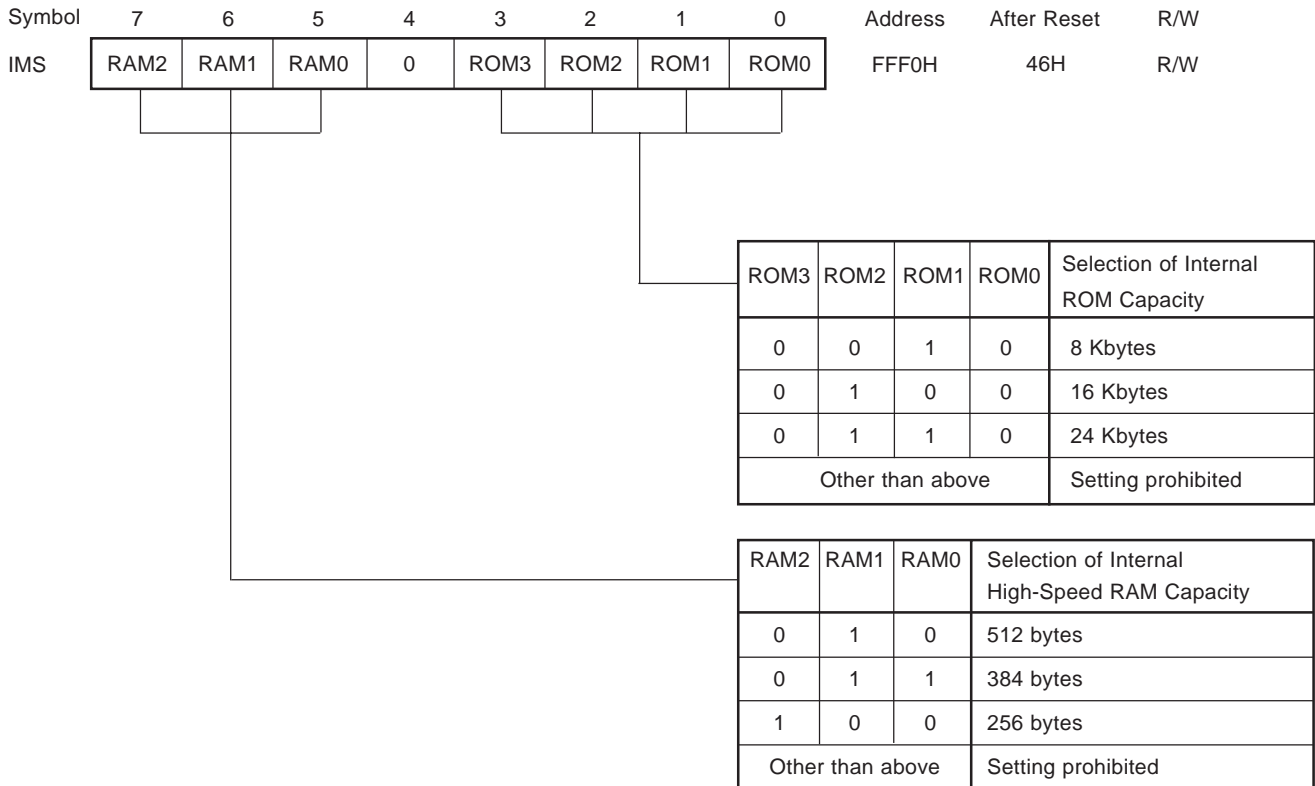 Symbol 7 6 5 4 3 2 1 0 Address After Reset R/W
IMS RAM2 RAM1 RAM0 0 ROM3 ROM2 ROM1 ROM0 FFF0H 46H R/W
ROM3 ROM2 ROM1 ROM0 Selection of Internal
ROM Capacity
0 0 1 0 8 Kbytes
0 1 0 0 16 Kbytes
0 1 1 0 24 Kbytes
Other than above Setting prohibited
RAM2 RAM1 RAM0 Selection of Internal
High-Speed RAM Capacity
0 1 0 512 bytes
0 1 1 384 bytes
1 0 0 256 bytes
Other than above Setting prohibited